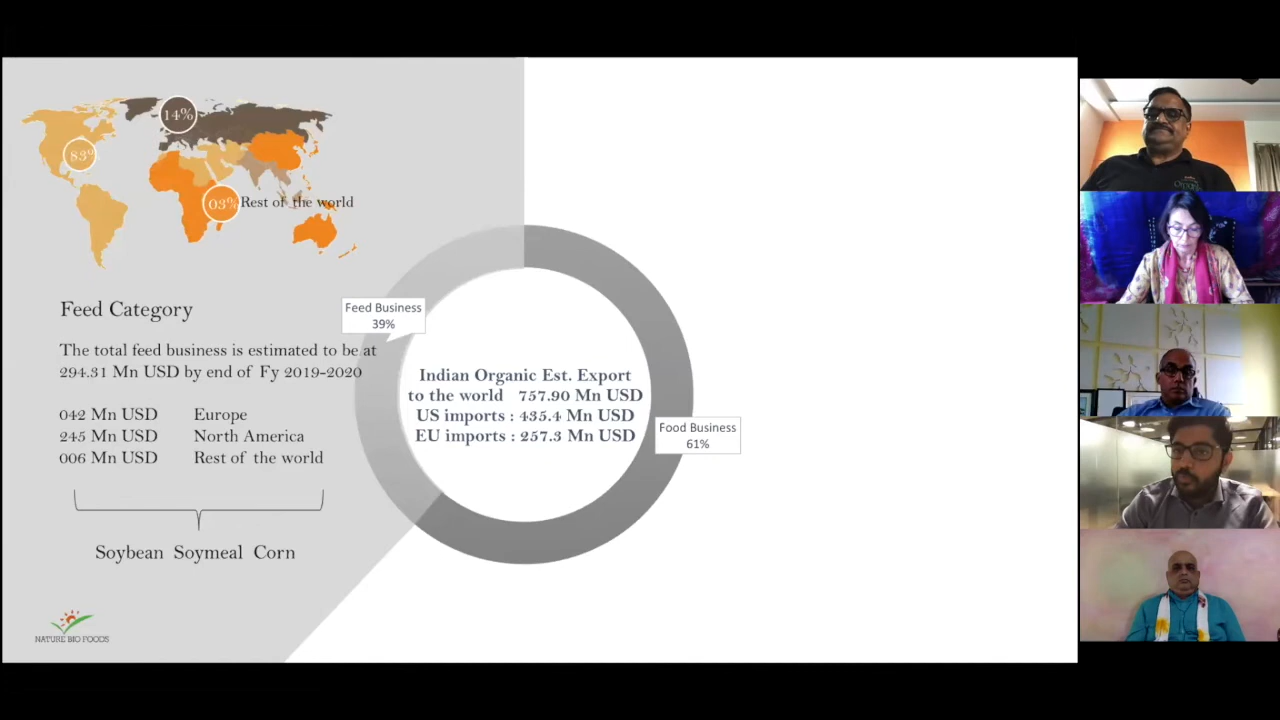 14%
83%
03% Rest of the world
Feed Category
The total feed business is estimated to be at
294.31 Mn USD by end of Fy 2019-2020
042 Mn USD Europe
245 Mn USD North America
006 Mn USD Rest of the world
Soybean Soymeal Corn
NATURE BIO FOODS
Feed Business
39%
Indian Organic Est. Export
to the world 757.90 Mn USD
US imports : 435.4 Mn USD
EU imports : 257.3 Mn USD
Food Business
61%